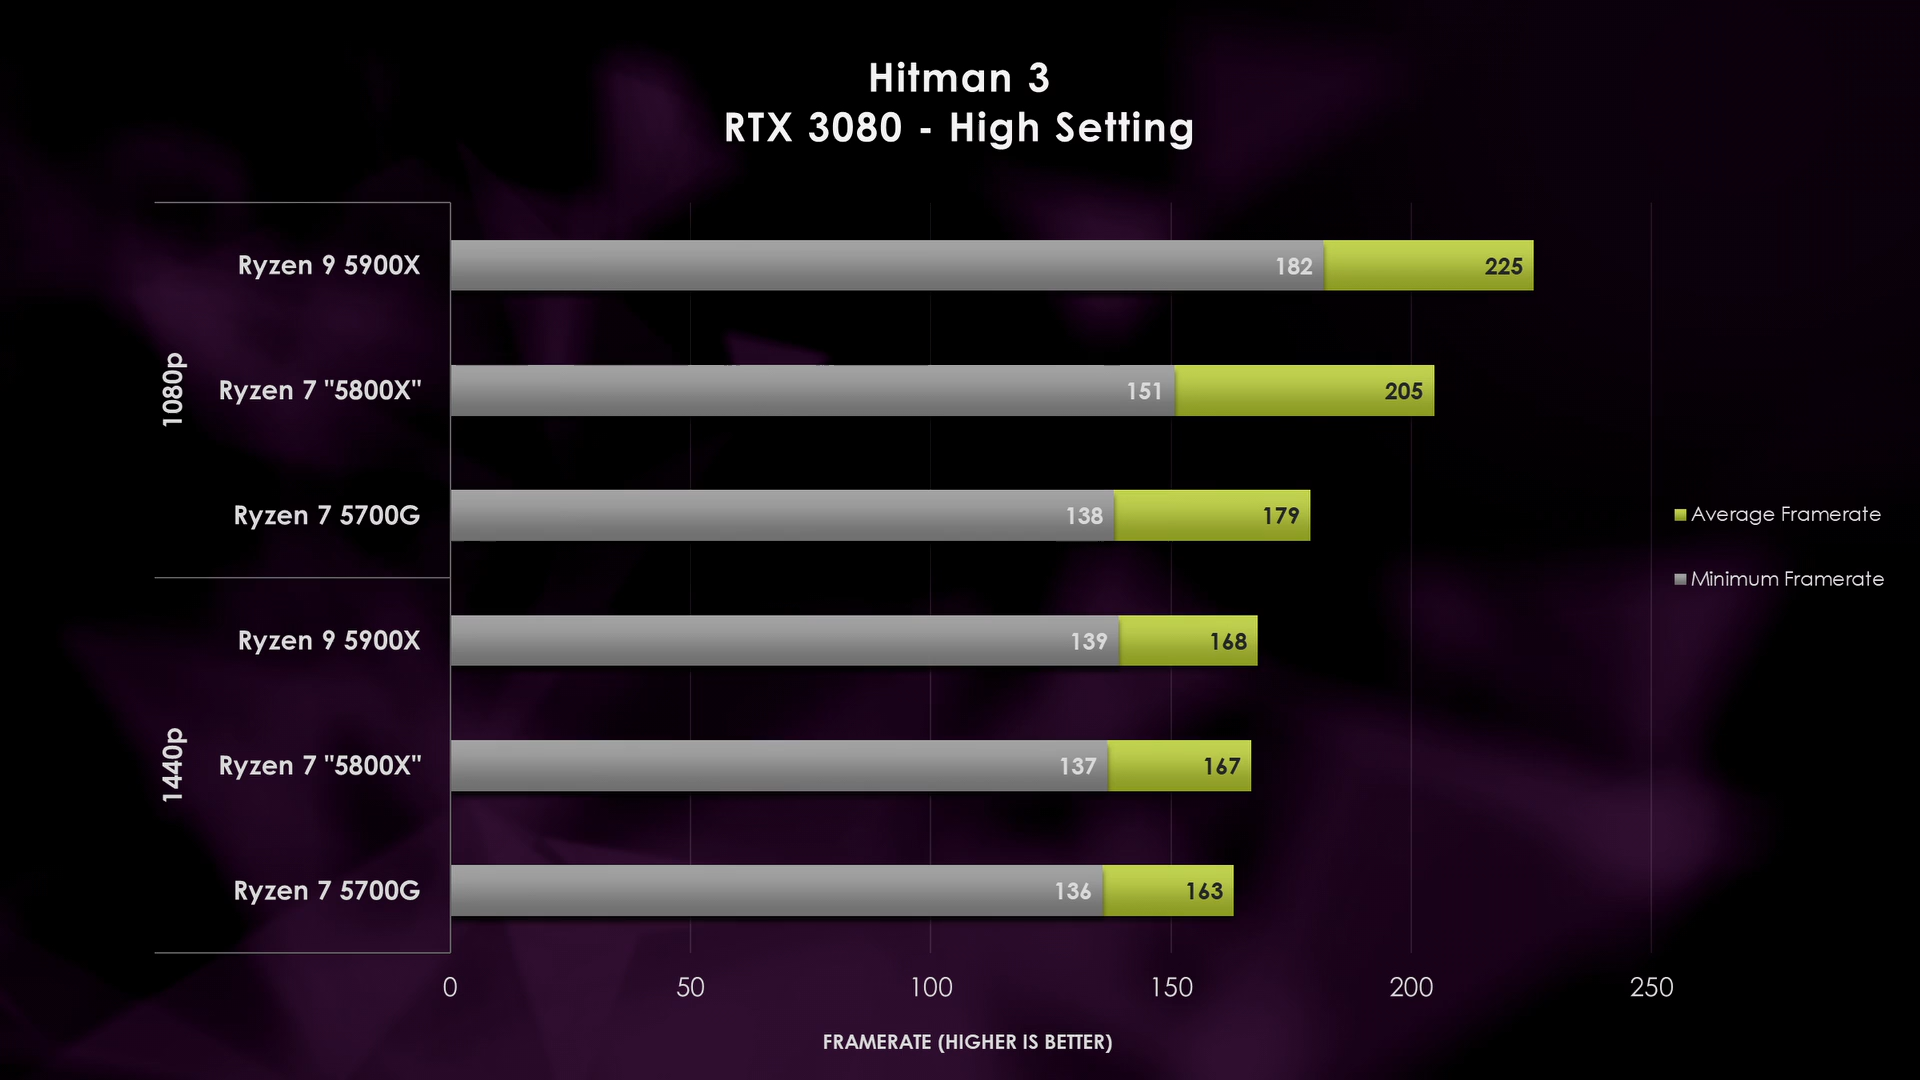 Hitman 3
RTX 3080 - High Setting
1080p
Ryzen 9 5900X
182
225
Ryzen 7 "5800X"
151
205
Ryzen 7 5700G
138
179
1440p
Ryzen 9 5900X
139
168
Ryzen 7 "5800X"
137
167
Ryzen 7 5700G
136
163
Average Framerate
Minimum Framerate
0
50
100
150
200
250
FRAMERATE (HIGHER IS BETTER)